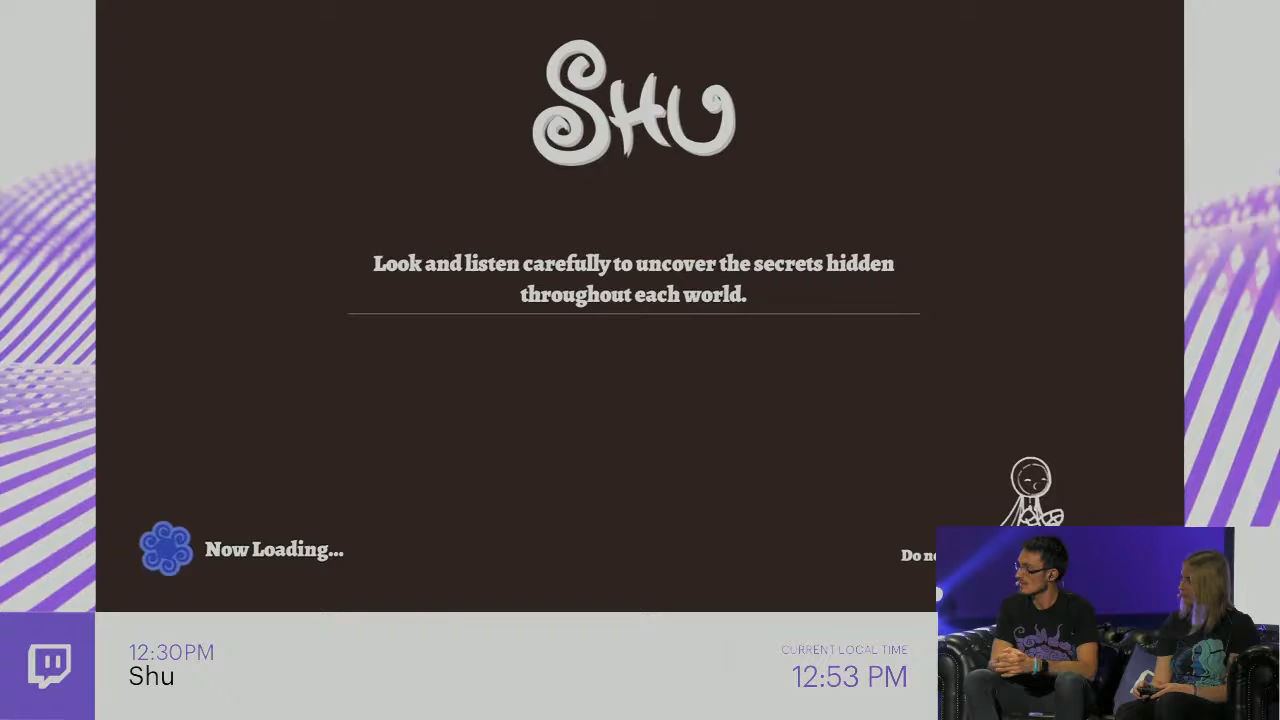 SHU
Look and listen carefully to uncover the secrets hidden
throughout each world.
Now Loading...
Do
12:30PM
Shu
CURRENT LOCAL TIME
12:53 PM